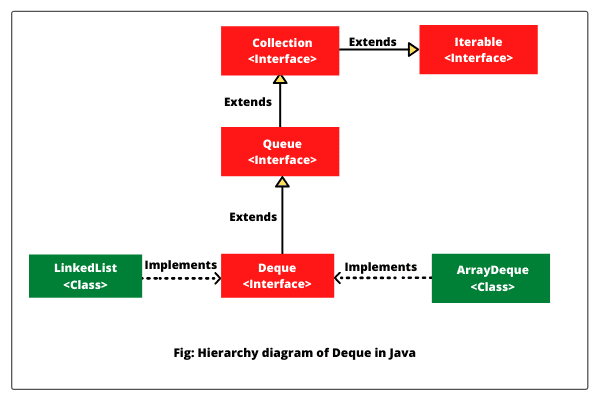 Collection
<Interface>
Extends
Iterable
<Interface>
Extends
Queue
<Interface>
Extends
LinkedList
<Class>
Implements
Deque
<Interface>
Implements
ArrayDeque
<Class>
Fig: Hierarchy diagram of Deque in Java